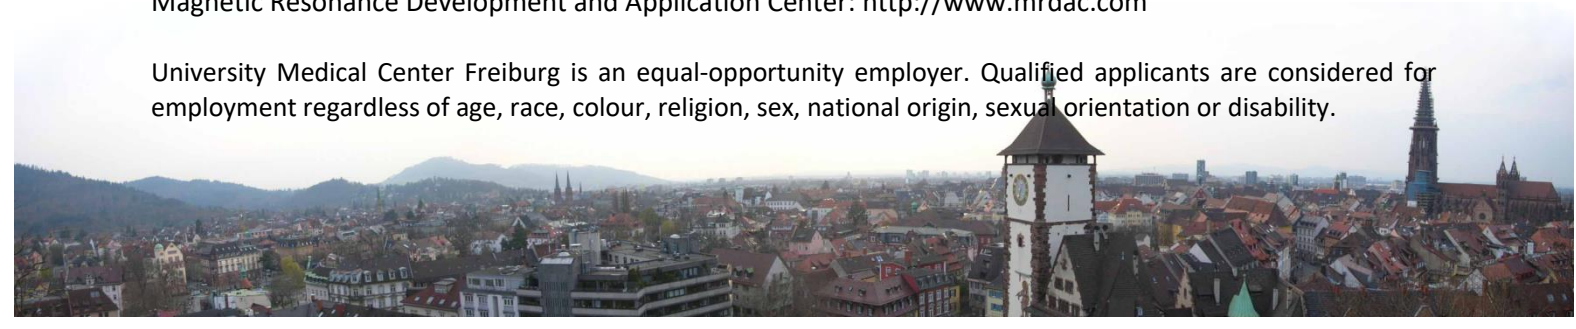 Magnetic Resonance Development and Application Center: http://www.mrdac.com
University Medical Center Freiburg is an equal-opportunity employer. Qualified applicants are considered for
employment regardless of age, race, colour, religion, sex, national origin, sexual orientation or disability.